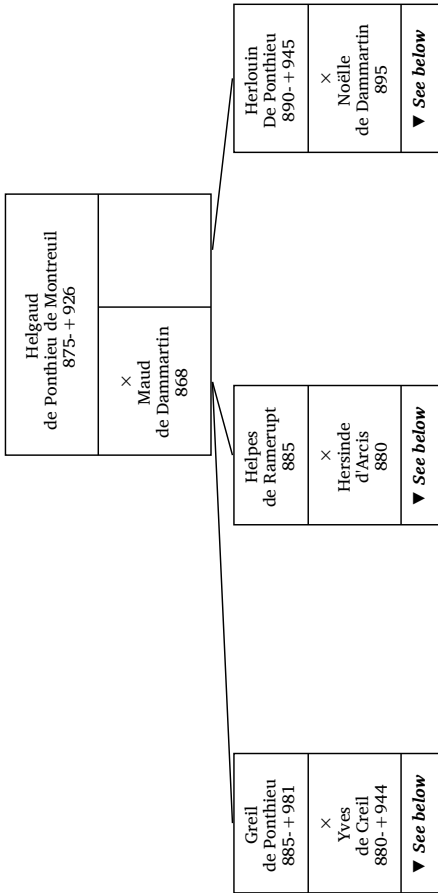 Helgaud
de Ponthieu de Montreuil
875-+926
×
Maud
de Dammartin
868
Greil
de Ponthieu
885-+981
×
Yves
de Creil
880-+944
▼ See below
Helpes
de Ramerupt
885
×
Hersinde
d'Arcis
880
▼ See below
Herlouin
De Ponthieu
890-+945
×
Noëlle
de Dammartin
895
▼ See below